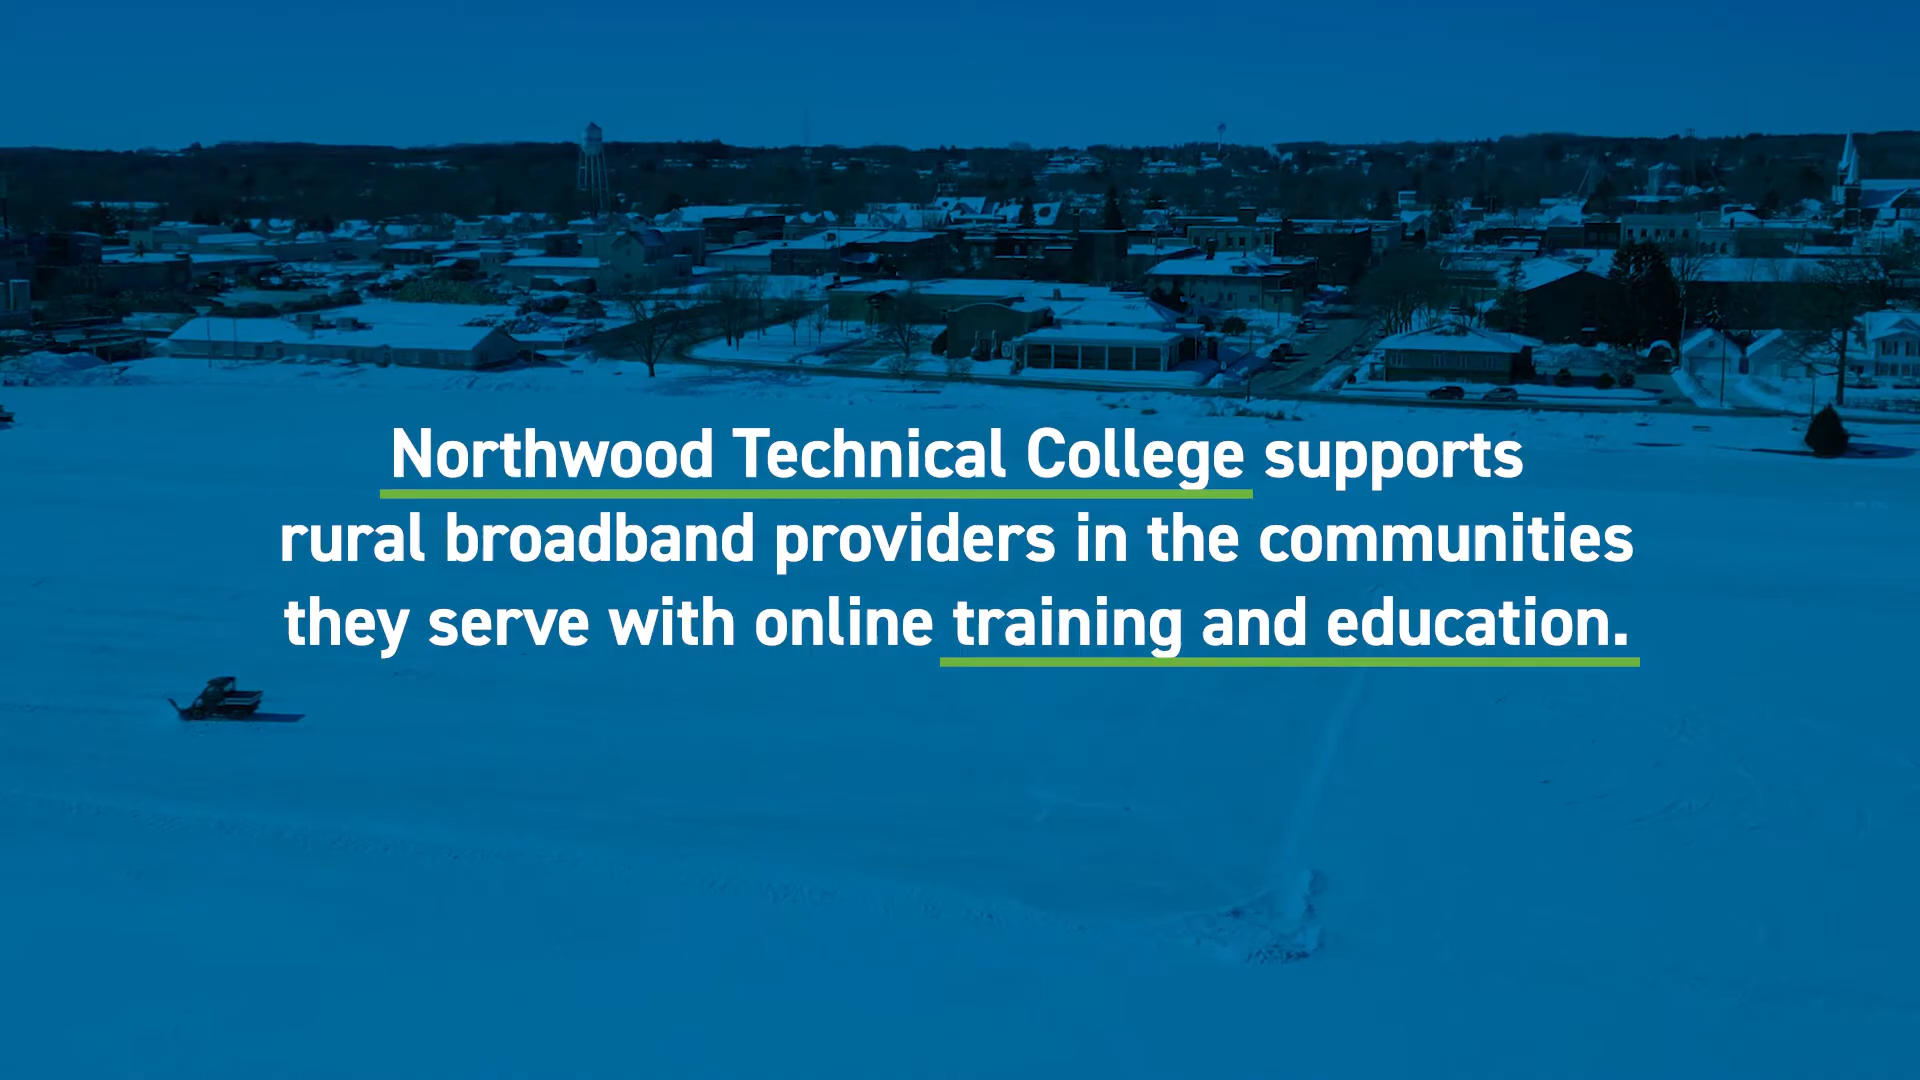 Northwood Technical College supports
rural broadband providers in the communities
they serve with online training and education.